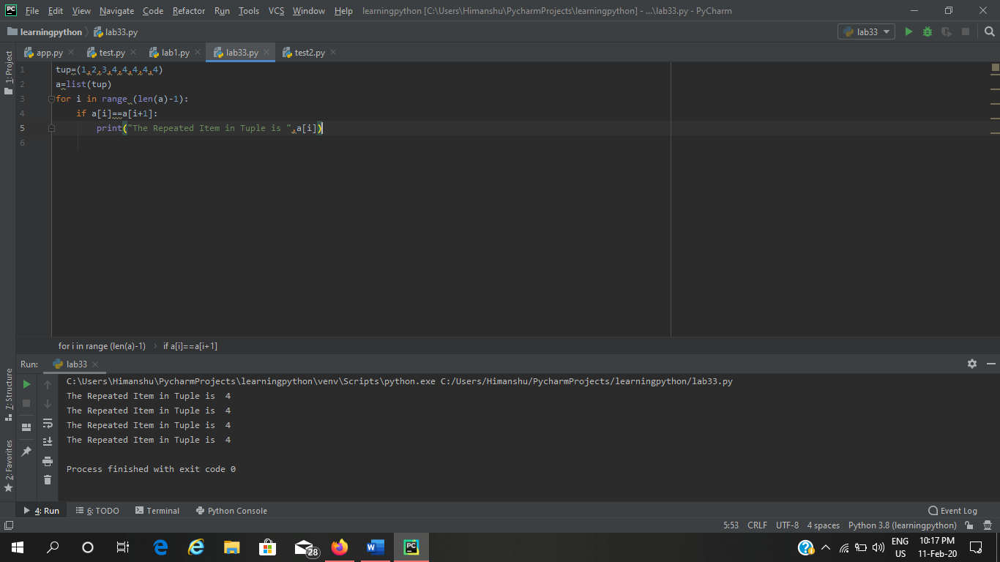 File Edit View Navigate Code Refactor Run Tools VCS Window Help learningpython [C:\Users\Himanshu\PycharmProjects\learningpython] - ...\lab33.py - PyCharm
learningpython lab33.py lab33
app.py test.py lab1.py lab33.py test2.py
1: Project
1 tup=(1,2,3,4,4,4,4,4)
2 a=list(tup)
3 for i in range (len(a)-1):
4 if a[i]==a[i+1]:
5 print("The Repeated Item in Tuple is ",a[i])
6
for i in range (len(a)-1) if a[i]==a[i+1]
Run: lab33
7: Structure
2: Favorites
C:\Users\Himanshu\PycharmProjects\learningpython\venv\Scripts\python.exe C:/Users/Himanshu/PycharmProjects/learningpython/lab33.py
The Repeated Item in Tuple is  4
The Repeated Item in Tuple is  4
The Repeated Item in Tuple is  4
The Repeated Item in Tuple is  4
Process finished with exit code 0
4: Run 6: TODO Terminal Python Console Event Log
5:53 CRLF UTF-8 4 spaces Python 3.8 (learningpython)
28
ENG
US
10:17 PM
11-Feb-20